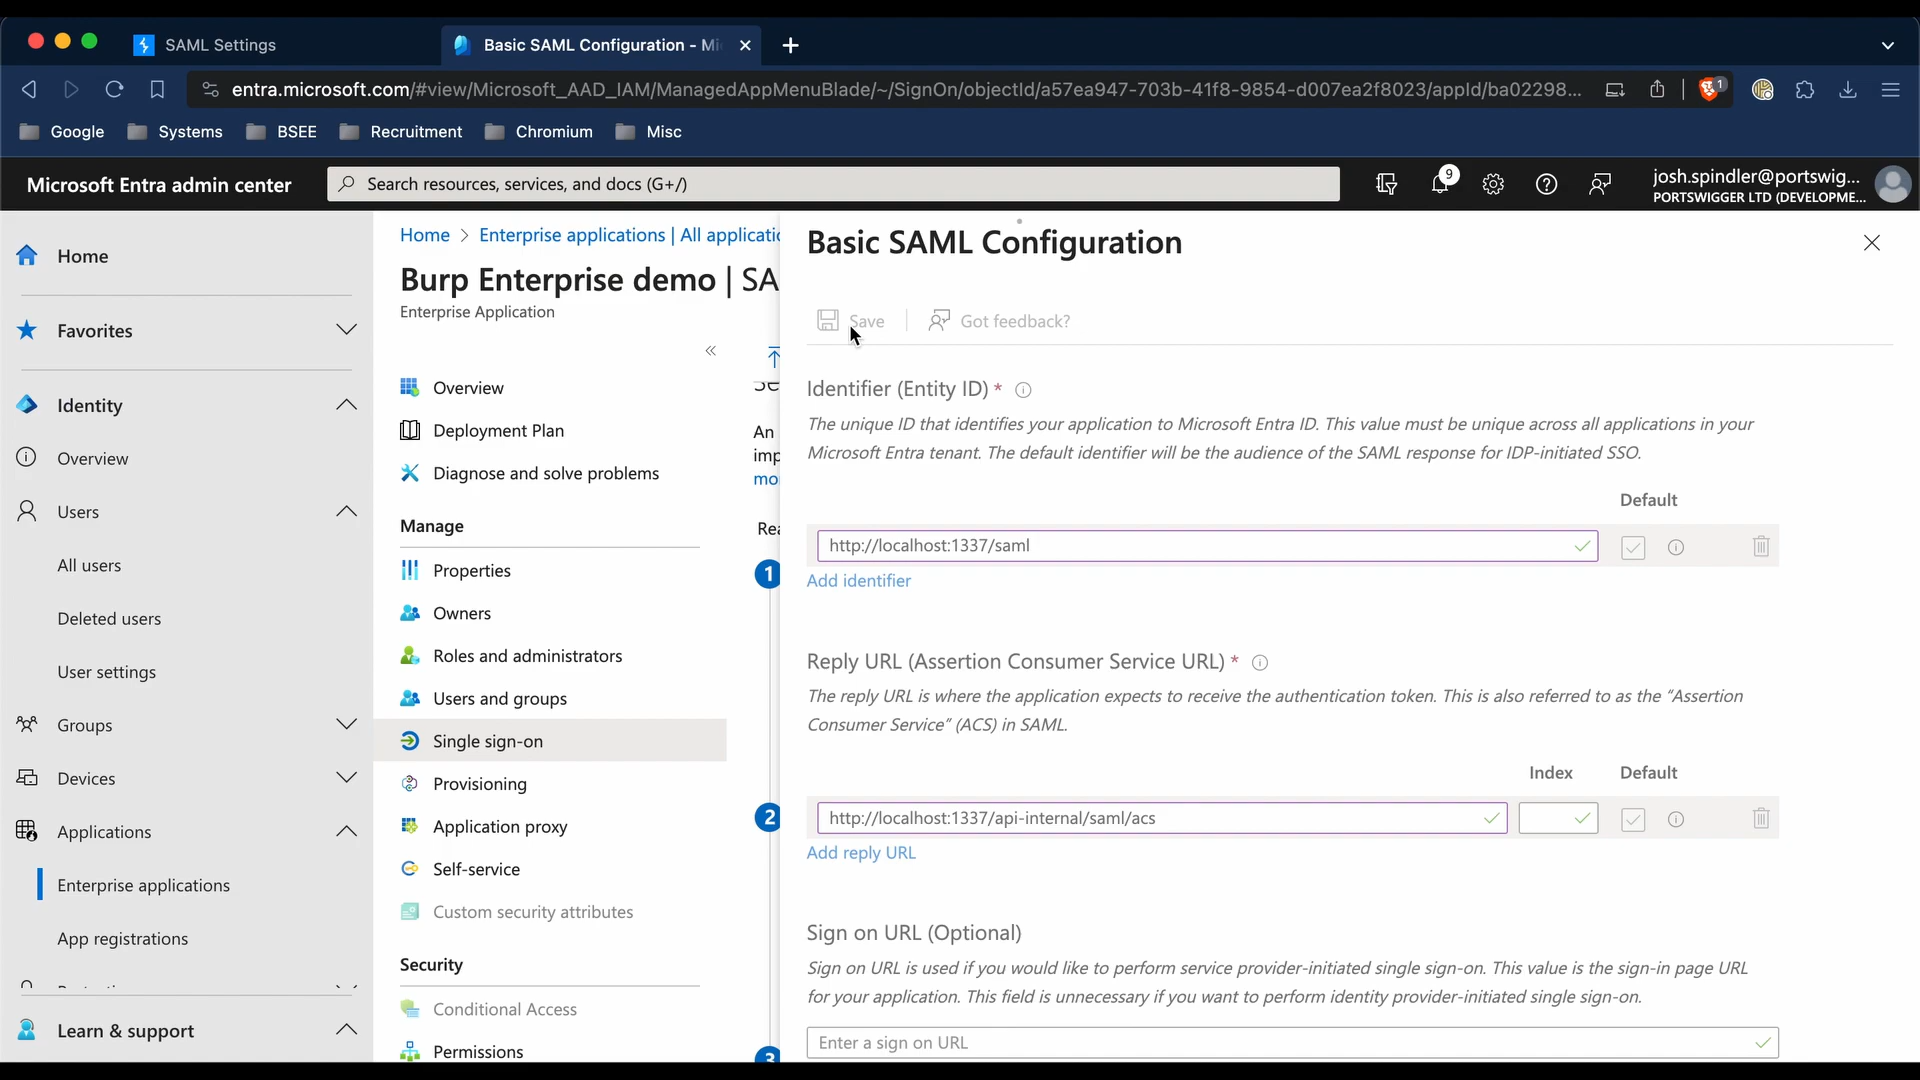 SAML Settings
Basic SAML Configuration - Mi
entra.microsoft.com/#view/Microsoft_AAD_IAM/ManagedAppMenuBlade/~/SignOn/objectId/a57ea947-703b-41f8-9854-d007ea2f8023/appId/ba02298...
1
Google
Systems
BSEE
Recruitment
Chromium
Misc
Microsoft Entra admin center
Search resources, services, and docs (G+/)
9
josh.spindler@portswig...
PORTSWIGGER LTD (DEVELOPME...
Home
Favorites
Identity
Overview
Users
All users
Deleted users
User settings
Groups
Devices
Applications
Enterprise applications
App registrations
Learn & support
Home > Enterprise applications | All applicatio
Burp Enterprise demo | SA
Enterprise Application
«
Overview
Deployment Plan
Diagnose and solve problems
Manage
Properties
Owners
Roles and administrators
Users and groups
Single sign-on
Provisioning
Application proxy
Self-service
Custom security attributes
Security
Conditional Access
Permissions
An
imp
mo
Rea
1
2
3
Basic SAML Configuration
Save
Got feedback?
Identifier (Entity ID) *
The unique ID that identifies your application to Microsoft Entra ID. This value must be unique across all applications in your
Microsoft Entra tenant. The default identifier will be the audience of the SAML response for IDP-initiated SSO.
Default
http://localhost:1337/saml
Add identifier
Reply URL (Assertion Consumer Service URL) *
The reply URL is where the application expects to receive the authentication token. This is also referred to as the “Assertion
Consumer Service” (ACS) in SAML.
Index
Default
http://localhost:1337/api-internal/saml/acs
Add reply URL
Sign on URL (Optional)
Sign on URL is used if you would like to perform service provider-initiated single sign-on. This value is the sign-in page URL
for your application. This field is unnecessary if you want to perform identity provider-initiated single sign-on.
Enter a sign on URL